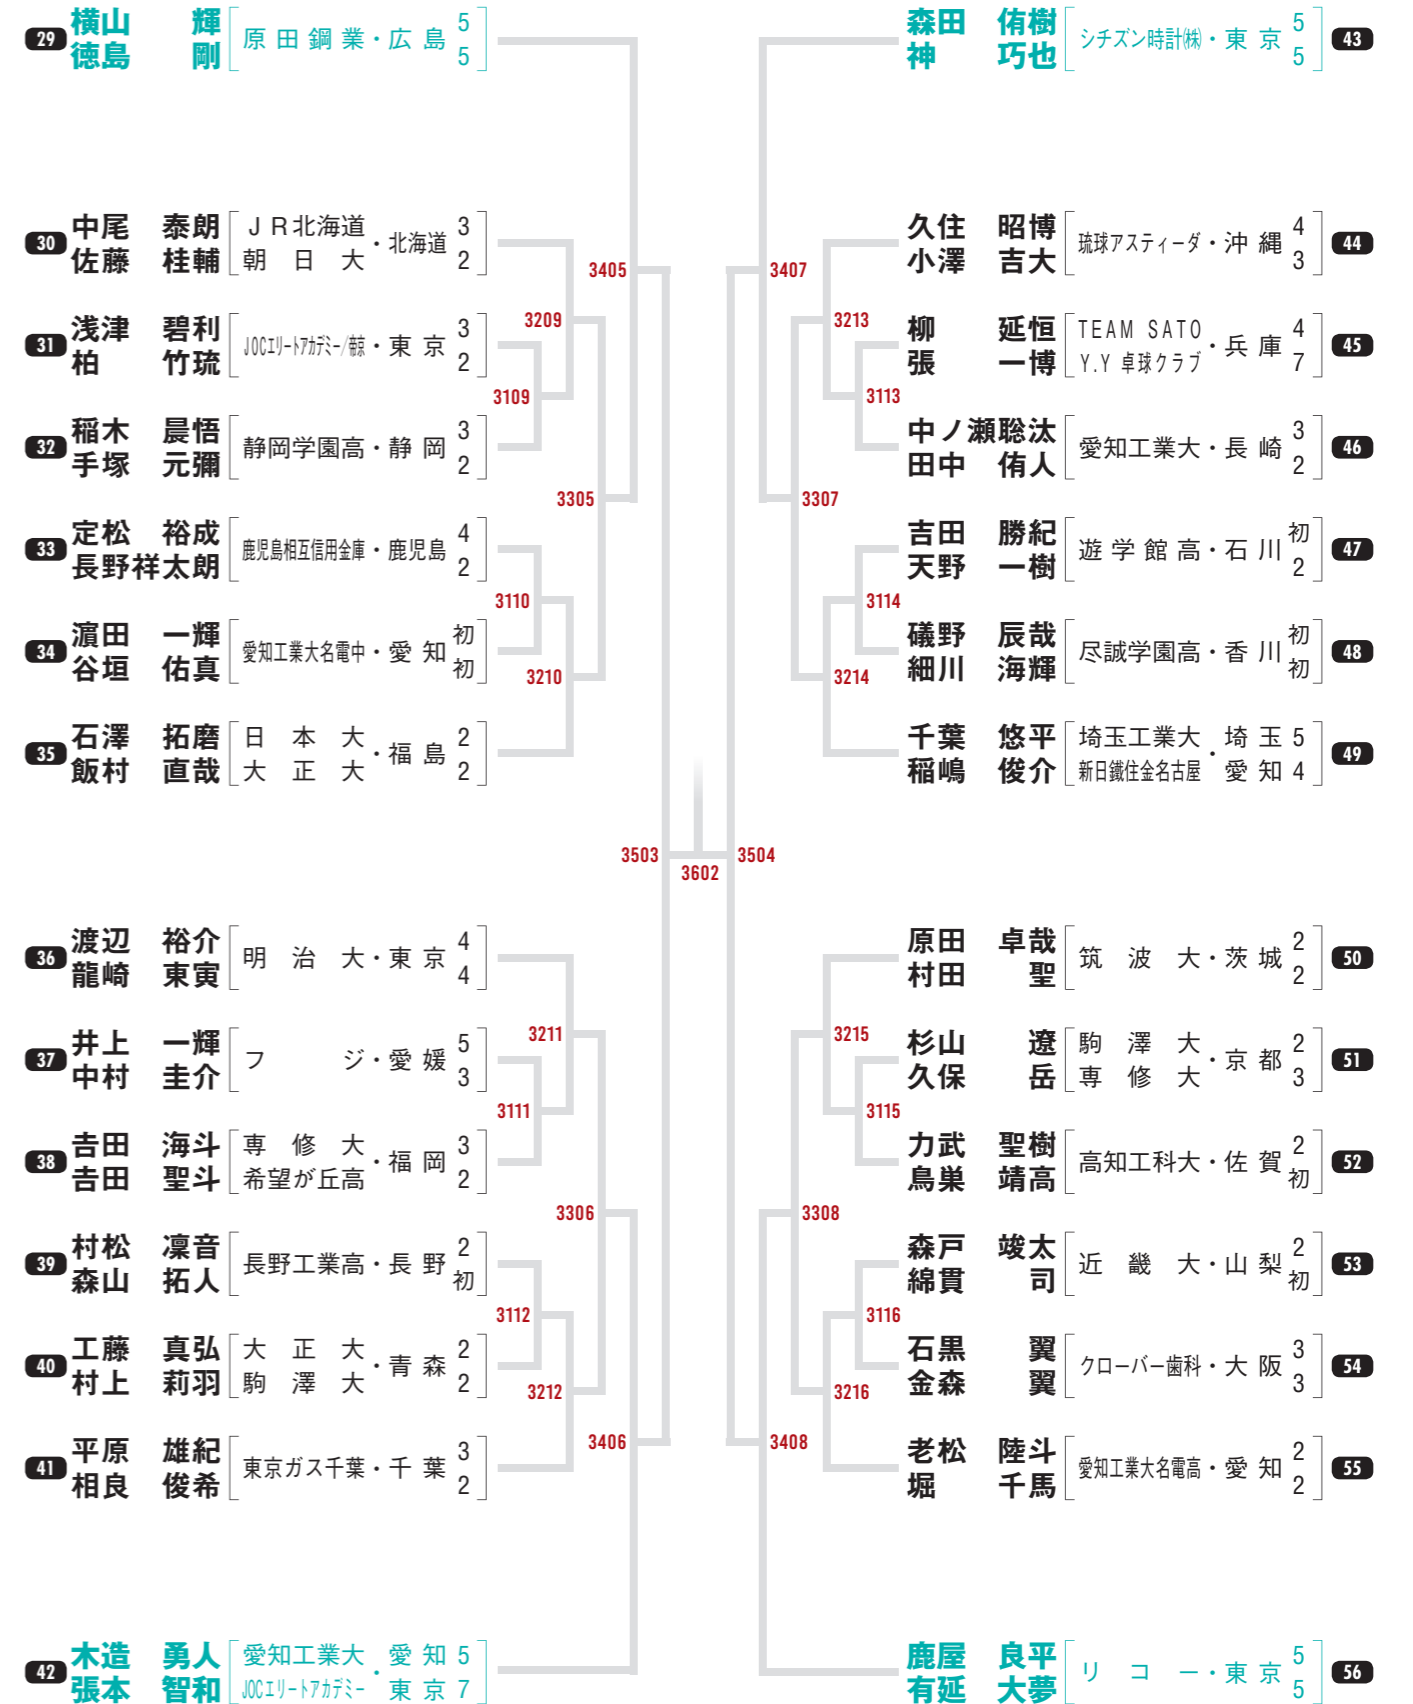 29 横山 輝 原田鋼業・広島 5
徳島 剛 5
30 中尾 泰朗 JR北海道・北海道 3
佐藤 桂輔 朝日大 2
31 浅津 碧利 JOCエリートアカデミー/帝京・東京 3
柏 竹琉 2
32 稲木 晨悟 静岡学園高・静岡 3
手塚 元彌 2
33 定松 裕成 鹿児島相互信用金庫・鹿児島 4
長野祥太朗 2
34 濵田 一輝 愛知工業大名電中・愛知 初
谷垣 佑真 初
35 石澤 拓磨 日本大・福島 2
飯村 直哉 大正大 2
36 渡辺 裕介 明治大・東京 4
龍崎 東寅 4
37 井上 一輝 フジ・愛媛 5
中村 圭介 3
38 𠮷田 海斗 専修大・福岡 3
𠮷田 聖斗 希望が丘高 2
39 村松 凜音 長野工業高・長野 2
森山 拓人 初
40 工藤 真弘 大正大・青森 2
村上 莉羽 駒澤大 2
41 平原 雄紀 東京ガス千葉・千葉 3
相良 俊希 2
42 木造 勇人 愛知工業大・愛知 5
張本 智和 JOCエリートアカデミー 東京 7
3405
3209
3109
3305
3110
3210
3503
3211
3111
3306
3112
3212
3406
3602
3504
3407
3213
3113
3307
3114
3214
3215
3115
3308
3116
3216
3408
森田 侑樹 シチズン時計㈱・東京 5 43
神 巧也 5
久住 昭博 琉球アスティーダ・沖縄 4 44
小澤 吉大 3
柳 延恒 TEAM SATO・兵庫 4 45
張 一博 Y.Y 卓球クラブ 7
中ノ瀬聡汰 愛知工業大・長崎 3 46
田中 侑人 2
吉田 勝紀 遊学館高・石川 初 47
天野 一樹 2
礒野 辰哉 尽誠学園高・香川 初 48
細川 海輝 初
千葉 悠平 埼玉工業大・埼玉 5 49
稲嶋 俊介 新日鐵住金名古屋 愛知 4
原田 卓哉 筑波大・茨城 2 50
村田 聖 2
杉山 遼 駒澤大・京都 2 51
久保 岳 専修大 3
力武 聖樹 高知工科大・佐賀 2 52
鳥巣 靖高 初
森戸 竣太 近畿大・山梨 2 53
綿貫 司 初
石黒 翼 クローバー歯科・大阪 3 54
金森 翼 3
老松 陸斗 愛知工業大名電高・愛知 2 55
堀 千馬 2
鹿屋 良平 リコー・東京 5 56
有延 大夢 5